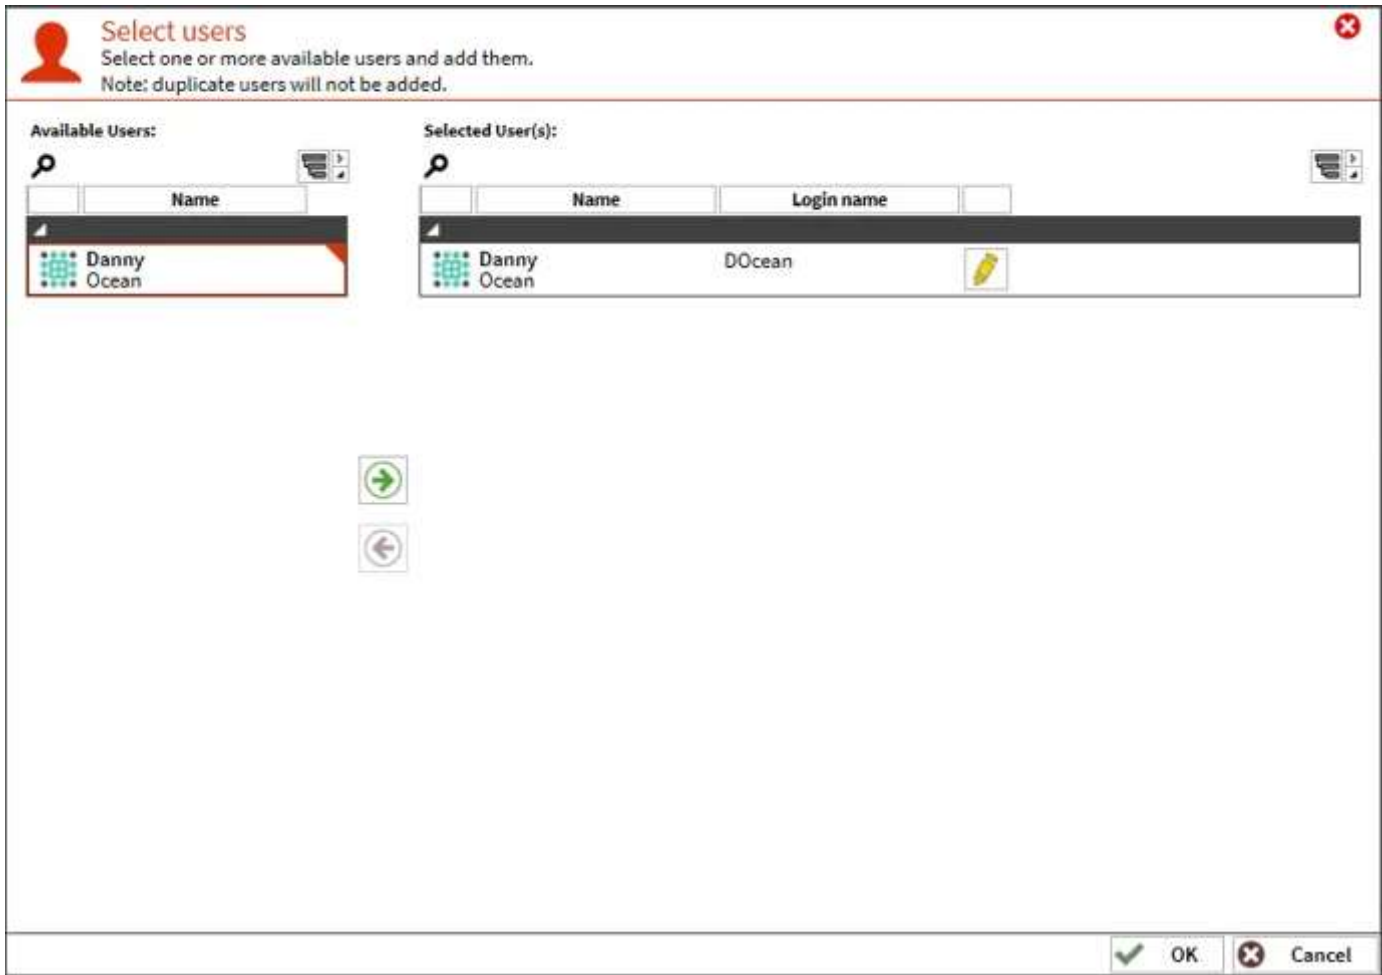 Select users
Select one or more available users and add them.
Note: duplicate users will not be added.
Available Users:
Selected User(s):
Name
Name
Login name
Danny
Ocean
Danny
DOcean
Ocean
OK
Cancel